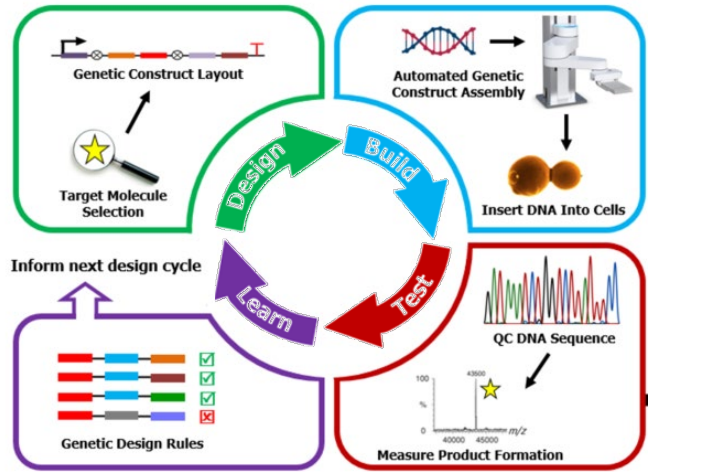 Genetic Construct Layout
Target Molecule
Selection
Automated Genetic
Construct Assembly
Insert DNA Into Cells
Design
Build
Test
Learn
Inform next design cycle
Genetic Design Rules
QC DNA Sequence
43500
100
%
0
40000 45000
m/z
Measure Product Formation